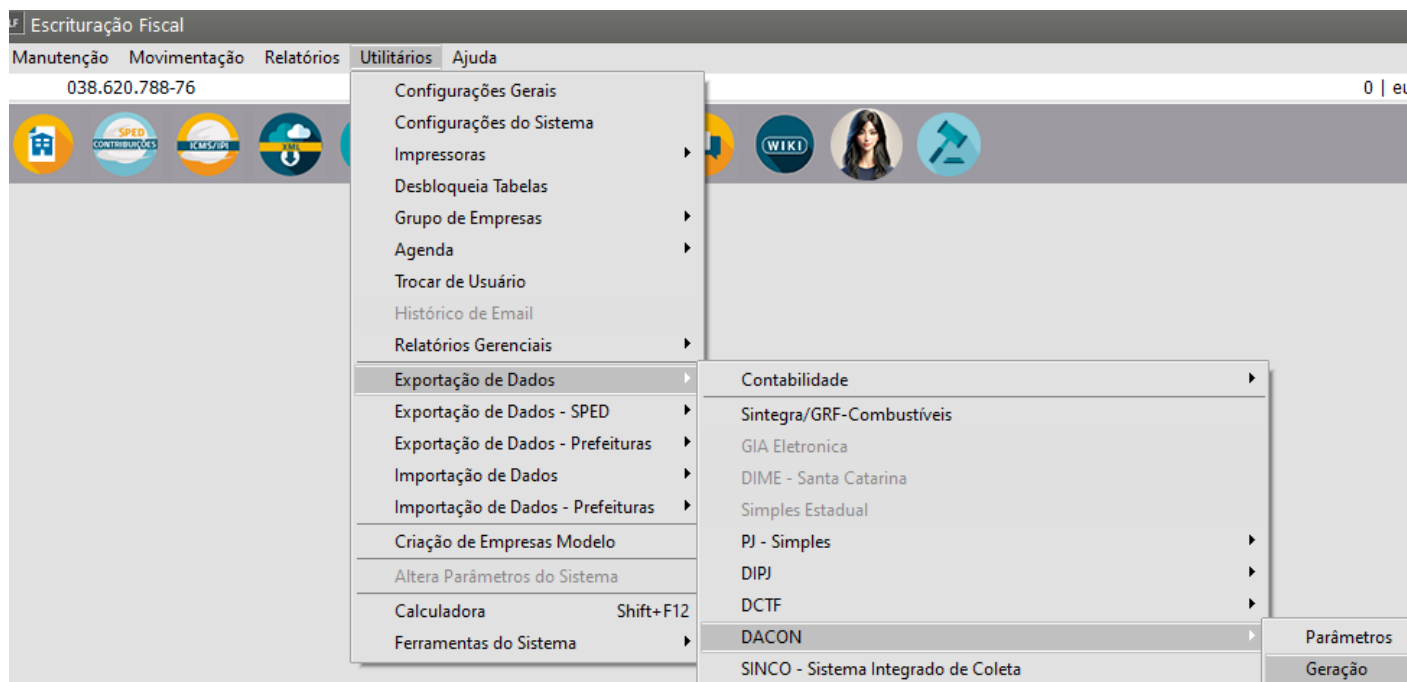 LF Escrituração Fiscal
Manutenção Movimentação Relatórios Utilitários Ajuda
038.620.788-76 0 | eu
SPED CONTRIBUIÇÕES ICMS/IPI XML WIKI
Configurações Gerais
Configurações do Sistema
Impressoras
Desbloqueia Tabelas
Grupo de Empresas
Agenda
Trocar de Usuário
Histórico de Email
Relatórios Gerenciais
Exportação de Dados
Exportação de Dados - SPED
Exportação de Dados - Prefeituras
Importação de Dados
Importação de Dados - Prefeituras
Criação de Empresas Modelo
Altera Parâmetros do Sistema
Calculadora Shift+F12
Ferramentas do Sistema
Contabilidade
Sintegra/GRF-Combustíveis
GIA Eletronica
DIME - Santa Catarina
Simples Estadual
PJ - Simples
DIPJ
DCTF
DACON
SINCO - Sistema Integrado de Coleta
Parâmetros
Geração